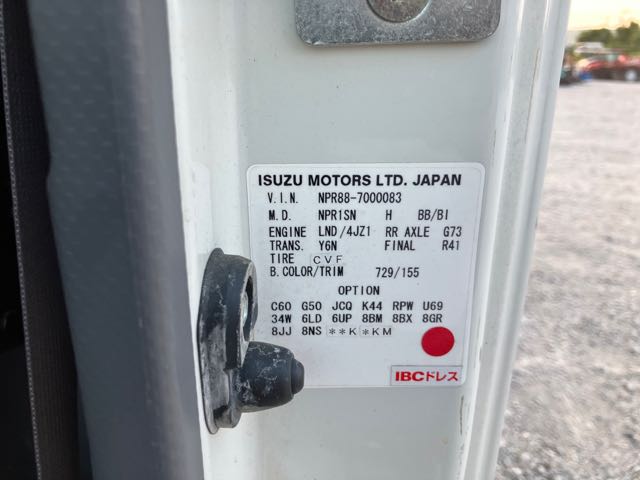 ISUZU MOTORS LTD. JAPAN
V.I.N. NPR88-7000083
M.D. NPR1SN H BB/BI
ENGINE LND/4JZ1 RR AXLE G73
TRANS. Y6N FINAL R41
TIRE CVF
B.COLOR/TRIM 729/155
OPTION
C60 G50 JCQ K44 RPW U69
34W 6LD 6UP 8BM 8BX 8GR
8JJ 8NS **K *KM
IBCドレス